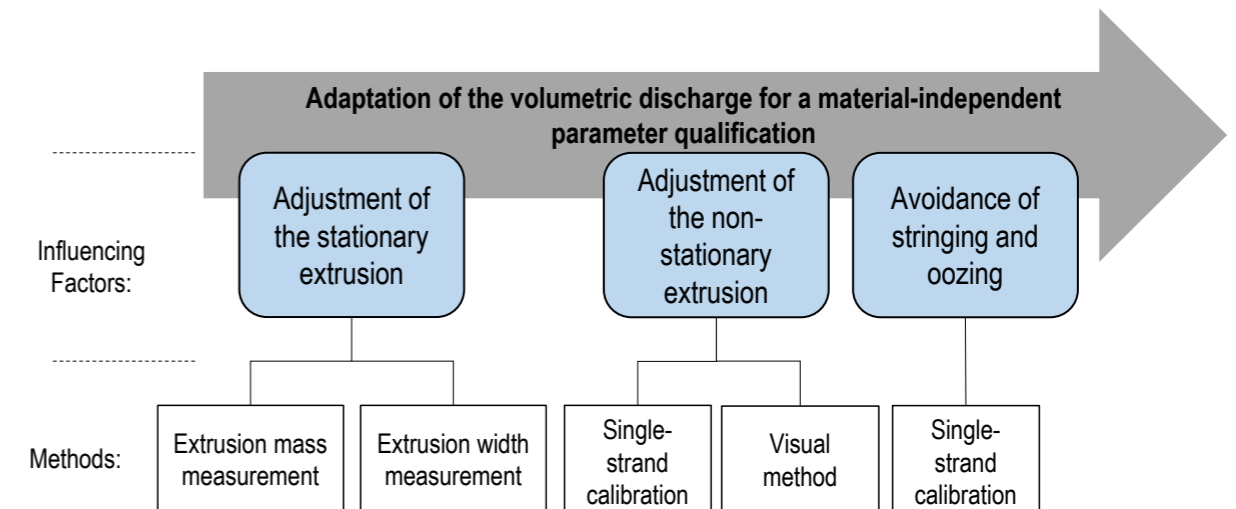 Adaptation of the volumetric discharge for a material-independent
parameter qualification
Influencing
Factors:
Adjustment of
the stationary
extrusion
Adjustment of
the non-
stationary
extrusion
Avoidance of
stringing and
oozing
Methods:
Extrusion mass
measurement
Extrusion width
measurement
Single-
strand
calibration
Visual
method
Single-
strand
calibration